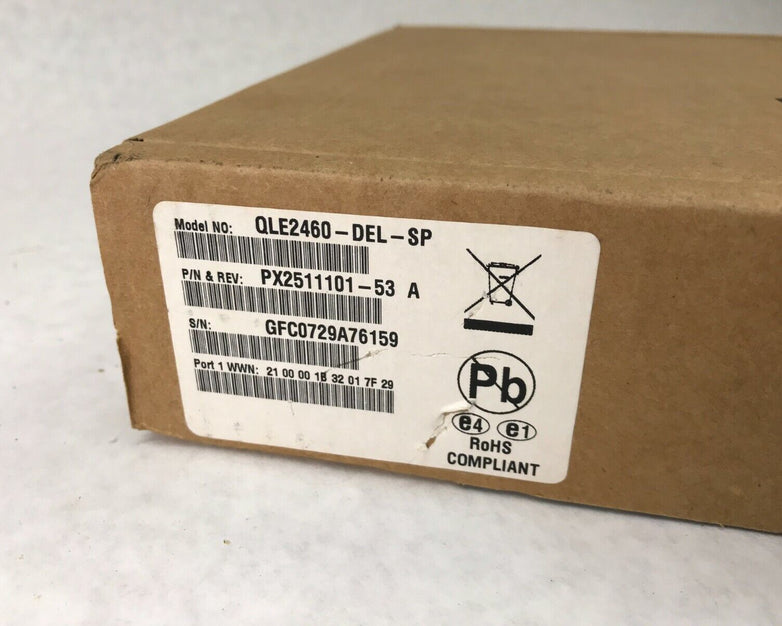 Model NO: QLE2460-DEL-SP
P/N & REV: PX2511101-53 A
S/N: GFC0729A76159
Port 1 WWN: 21 00 00 1B 32 01 7F 29
Pb
e4 e1
RoHS
COMPLIANT